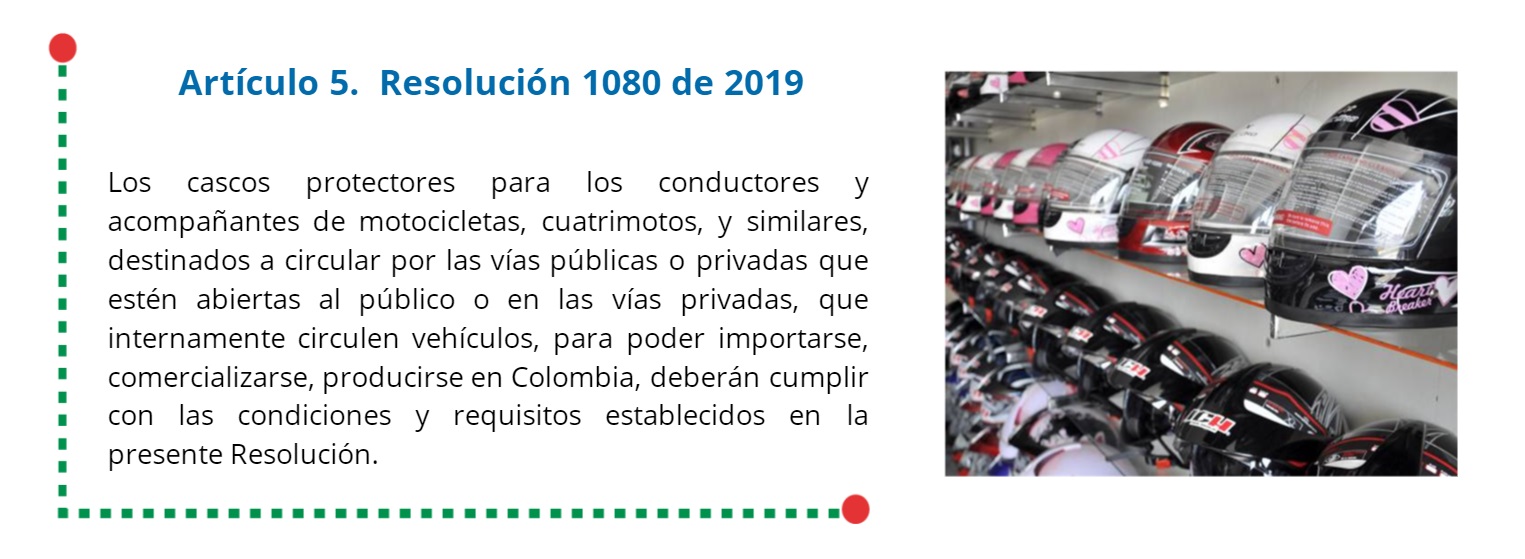 Artículo 5. Resolución 1080 de 2019
Los cascos protectores para los conductores y
acompañantes de motocicletas, cuatrimotos, y similares,
destinados a circular por las vías públicas o privadas que
estén abiertas al público o en las vías privadas, que
internamente circulen vehículos, para poder importarse,
comercializarse, producirse en Colombia, deberán cumplir
con las condiciones y requisitos establecidos en la
presente Resolución.
Heart
Breaker
ICH
ICH